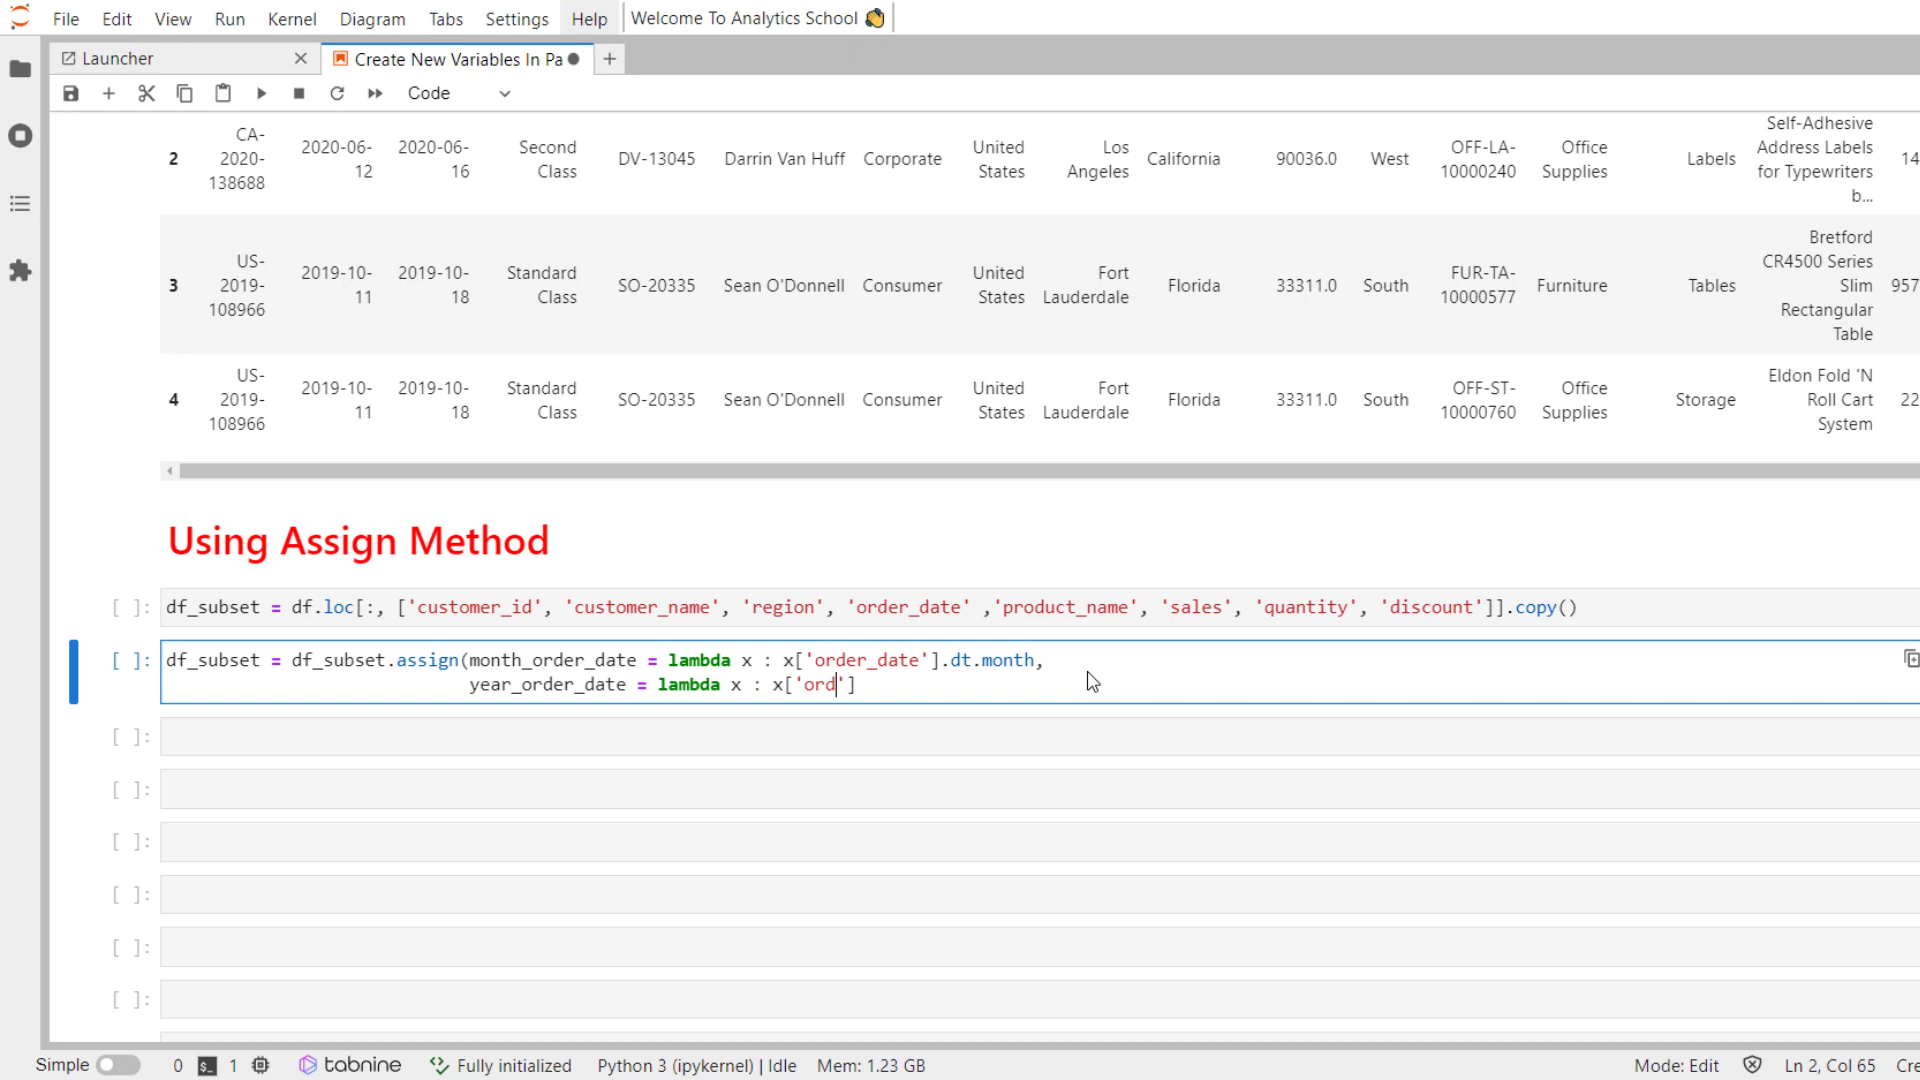 File Edit View Run Kernel Diagram Tabs Settings Help Welcome To Analytics School 👋
Launcher Create New Variables In Pa
Code
2 CA-2020-138688 2020-06-12 2020-06-16 Second Class DV-13045 Darrin Van Huff Corporate United States Los Angeles California 90036.0 West OFF-LA-10000240 Office Supplies Labels Self-Adhesive Address Labels for Typewriters b... 14
3 US-2019-108966 2019-10-11 2019-10-18 Standard Class SO-20335 Sean O'Donnell Consumer United States Fort Lauderdale Florida 33311.0 South FUR-TA-10000577 Furniture Tables Bretford CR4500 Series Slim Rectangular Table 957
4 US-2019-108966 2019-10-11 2019-10-18 Standard Class SO-20335 Sean O'Donnell Consumer United States Fort Lauderdale Florida 33311.0 South OFF-ST-10000760 Office Supplies Storage Eldon Fold 'N Roll Cart System 22
Using Assign Method
[ ]: df_subset = df.loc[:, ['customer_id', 'customer_name', 'region', 'order_date' ,'product_name', 'sales', 'quantity', 'discount']].copy()
[ ]: df_subset = df_subset.assign(month_order_date = lambda x : x['order_date'].dt.month,
year_order_date = lambda x : x['ord']
[ ]:
[ ]:
[ ]:
[ ]:
[ ]:
[ ]:
Simple 0 1 tabnine Fully initialized Python 3 (ipykernel) | Idle Mem: 1.23 GB Mode: Edit Ln 2, Col 65 Cre